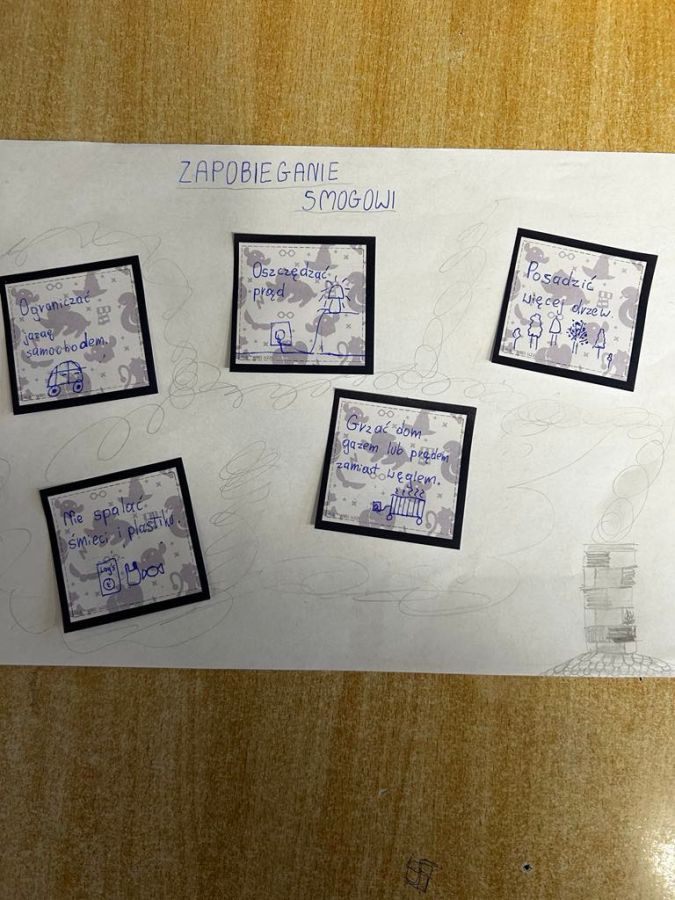 ZAPOBIEGANIE
SMOGOWI
Ograniczać
jazdę
samochodem.
Oszczędzać
prąd
Posadzić
więcej drzew.
Grzać dom
gazem lub prądem
zamiast węglem.
Nie spalać
śmieci i plastiku.
Lay's